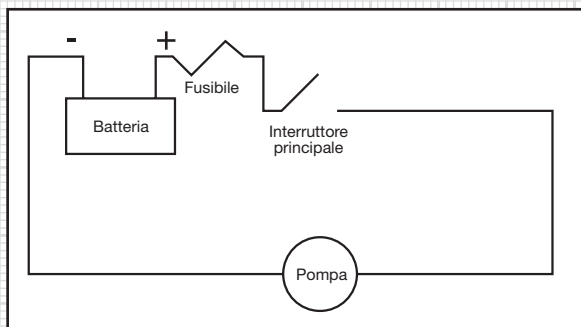 - +
Fusibile
Batteria
Interruttore
principale
Pompa